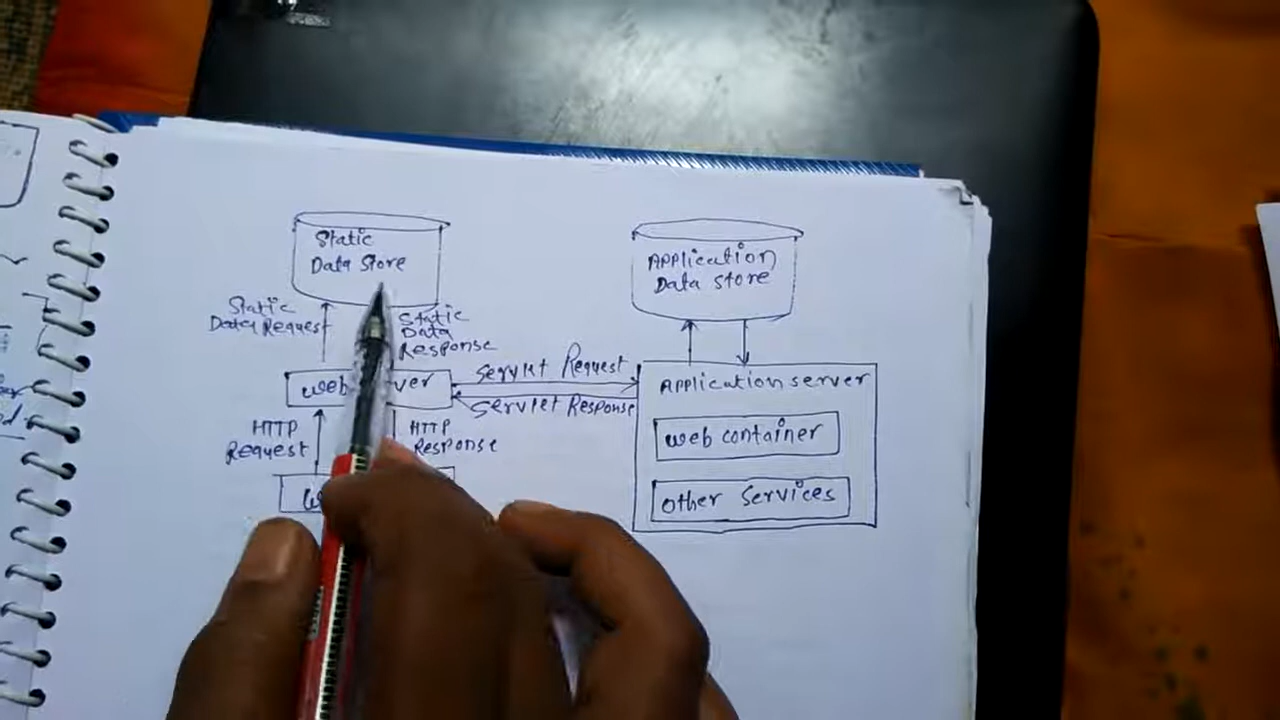 Static
Data Store
Static
Data Request
Static
Data
Response
Web
HTTP
Request
HTTP
Response
Servlet Request
Servlet Response
Application
Data Store
Application server
Web container
Other Services